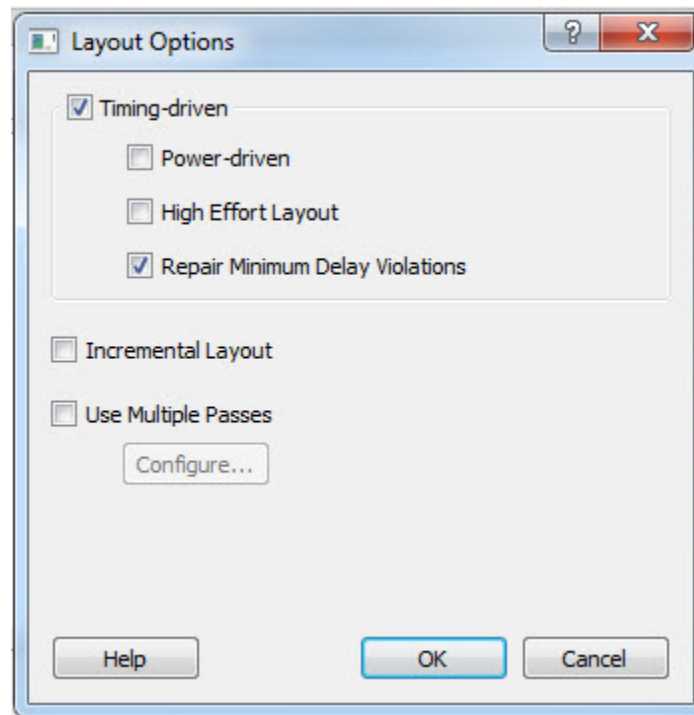 Layout Options
Timing-driven
Power-driven
High Effort Layout
Repair Minimum Delay Violations
Incremental Layout
Use Multiple Passes
Configure...
Help OK Cancel